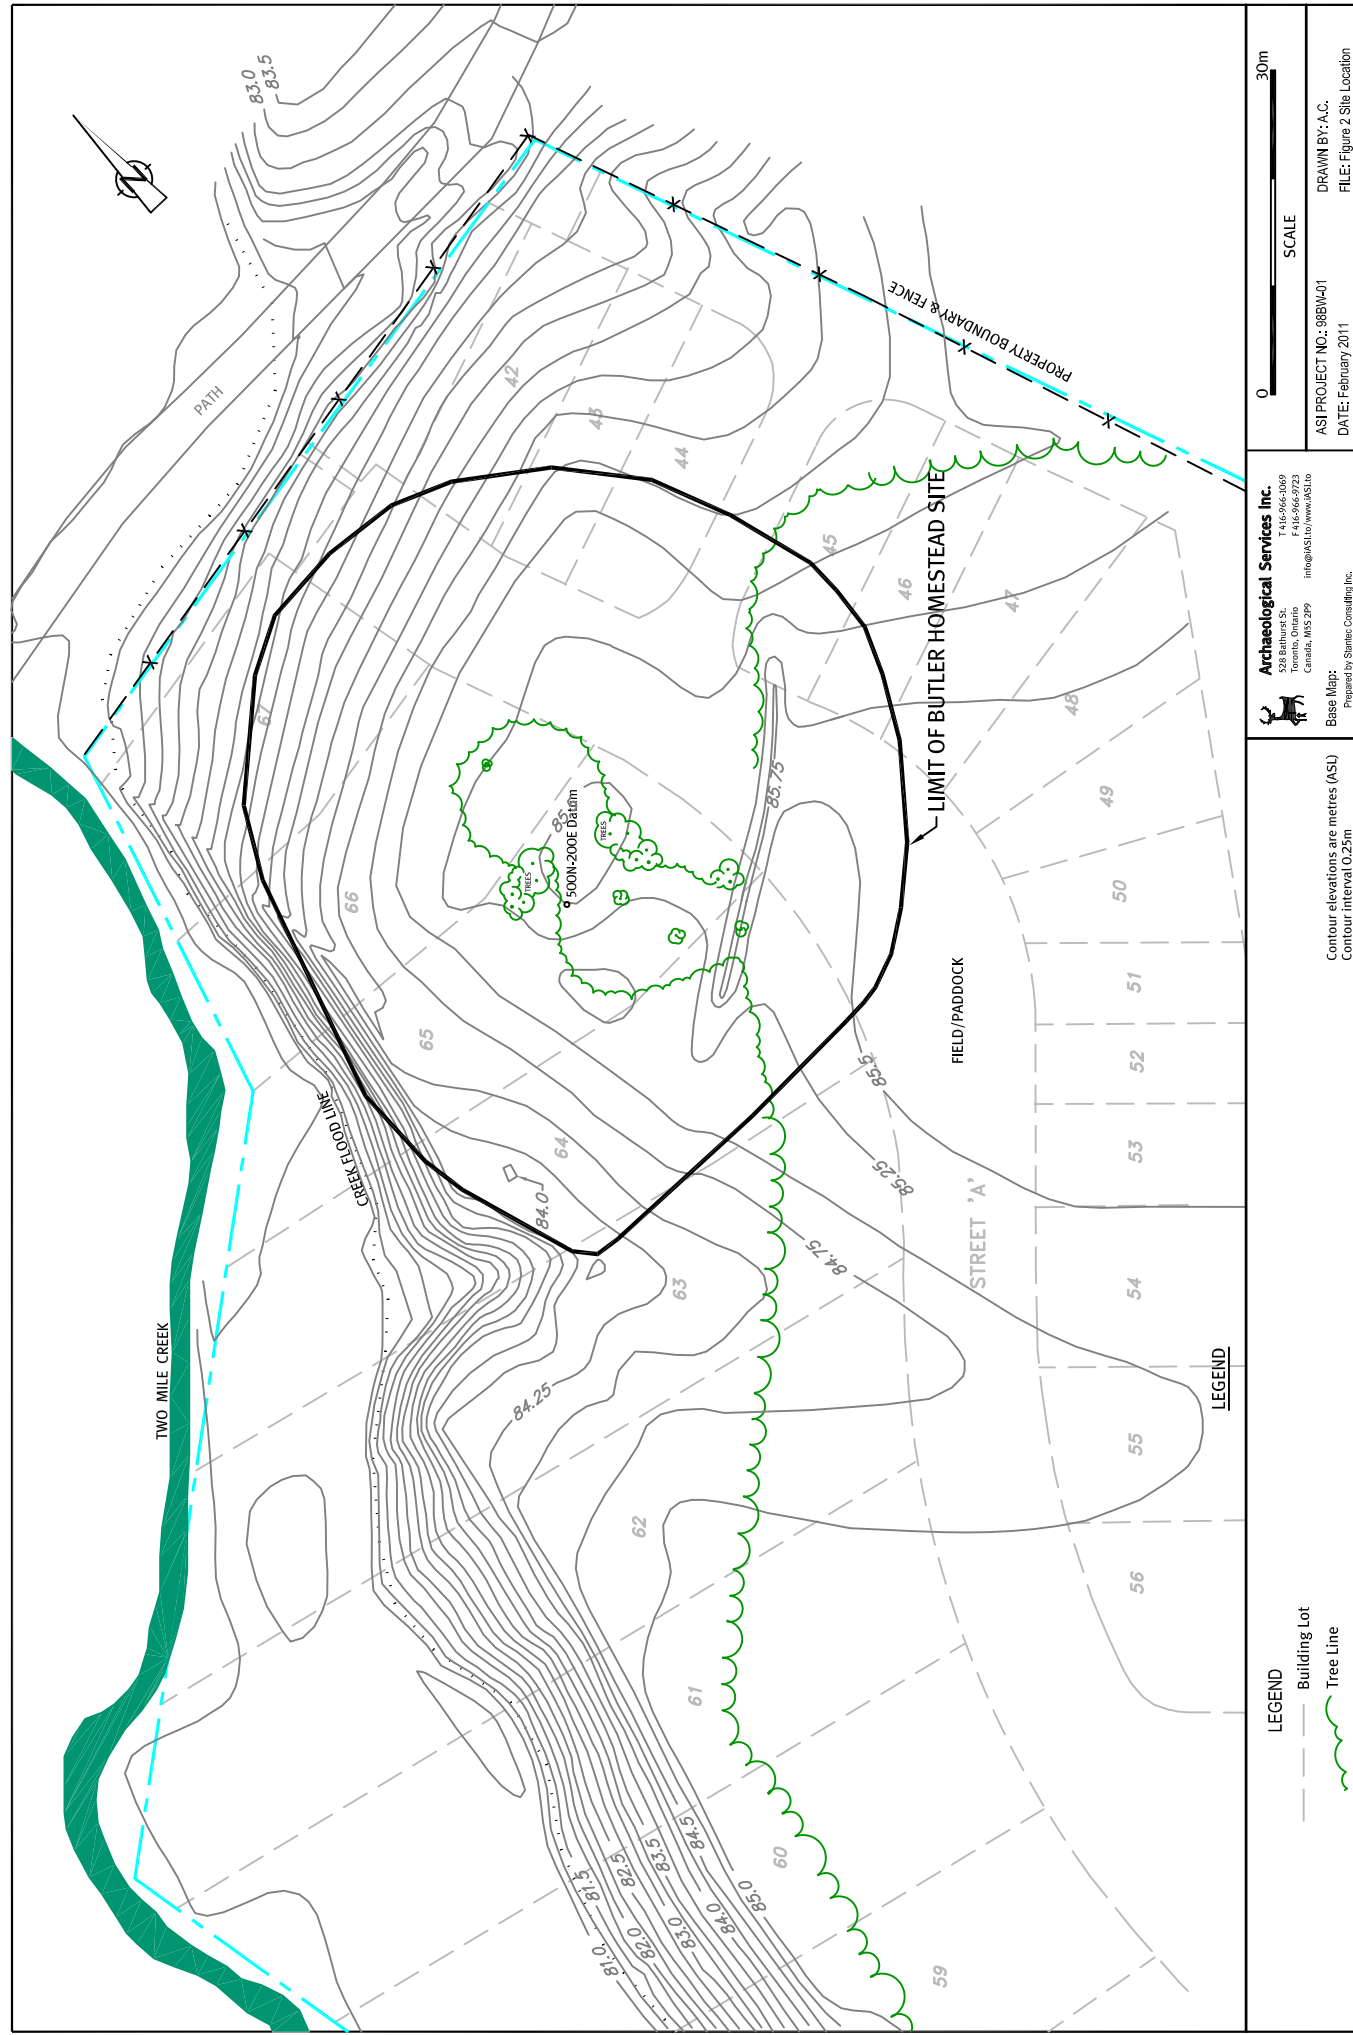 83.0
83.5
N
PATH
PROPERTY BOUNDARY & FENCE
LIMIT OF BUTLER HOMESTEAD SITE
42
43
44
45
46
47
48
49
50
51
52
53
54
55
56
59
60
61
62
63
64
65
66
67
TREES
TREES
500N-200E Datum
85.75
85.5
85.25
84.75
84.25
84.0
FIELD/PADDOCK
STREET 'A'
CREEK FLOOD LINE
TWO MILE CREEK
81.0
81.5
82.0
82.5
83.0
83.5
84.0
84.5
85.0
LEGEND
LEGEND
Building Lot
Tree Line
Contour elevations are metres (ASL)
Contour interval 0.25m
Archaeological Services Inc.
528 Bathurst St.
Toronto, Ontario
Canada, M5S 2P9
T 416-966-1069
F 416-966-9723
info@iASI.to/www.iASI.to
Base Map:
Prepared by Stantec Consulting Inc.
0
30m
SCALE
ASI PROJECT NO.: 98BW-01
DATE: February 2011
DRAWN BY: A.C.
FILE: Figure 2 Site Location